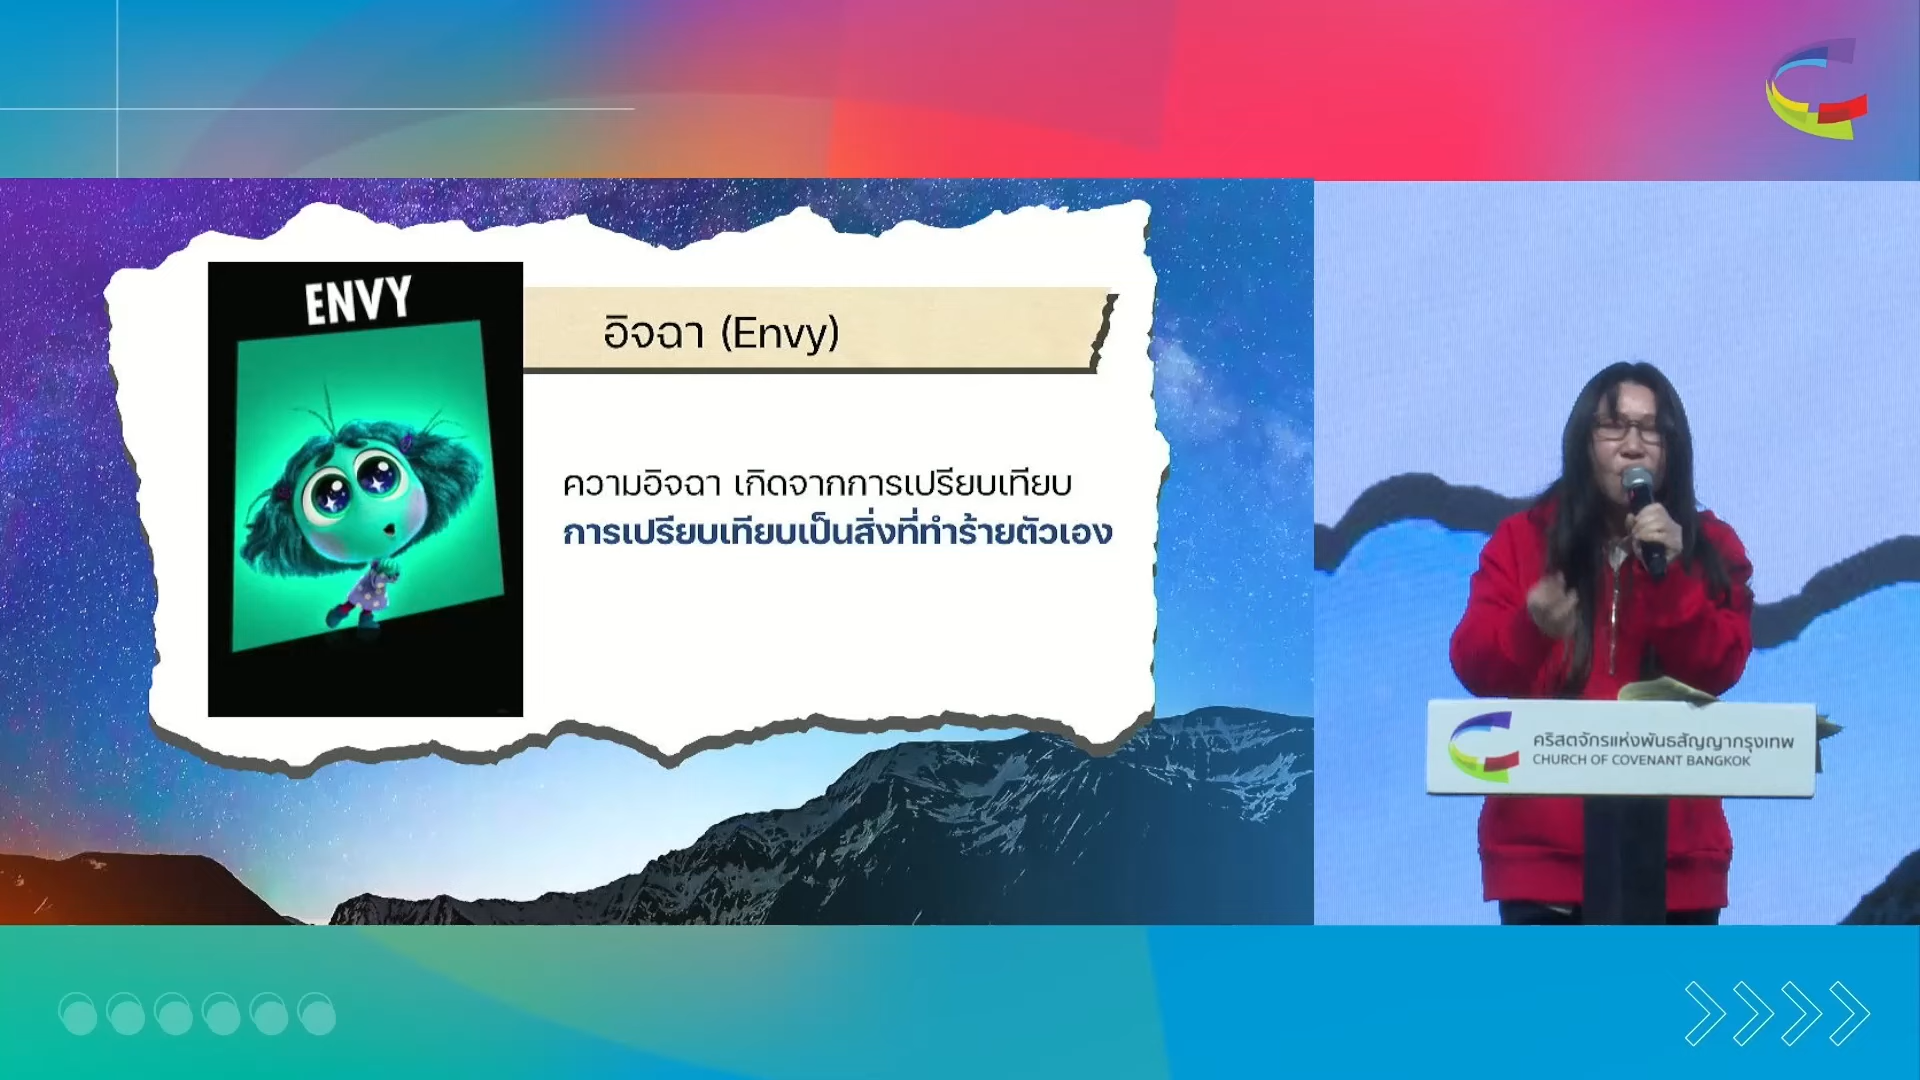 ENVY
อิจฉา (Envy)
ความอิจฉา เกิดจากการเปรียบเทียบ
การเปรียบเทียบเป็นสิ่งที่ทำร้ายตัวเอง
คริสตจักรแห่งพันธสัญญากรุงเทพ
CHURCH OF COVENANT BANGKOK